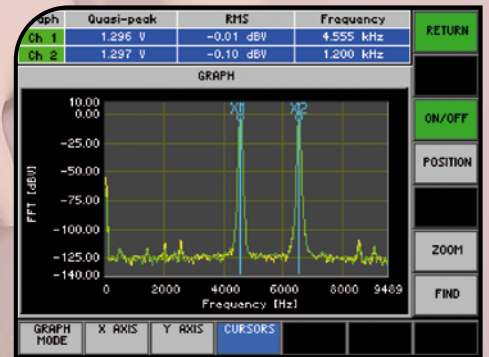 Quasi-peak RMS Frequency
Ch 1 1.296 V -0.01 dBV 4.555 kHz
Ch 2 1.297 V -0.10 dBV 1.200 kHz
GRAPH
10.00
0.00
-25.00
-50.00
-75.00
-100.00
-125.00
-140.00
FFT [dBV]
X1 X2
0 2000 4000 6000 8000 9489
Frequency [Hz]
RETURN
ON/OFF
POSITION
ZOOM
FIND
GRAPH MODE X AXIS Y AXIS CURSORS